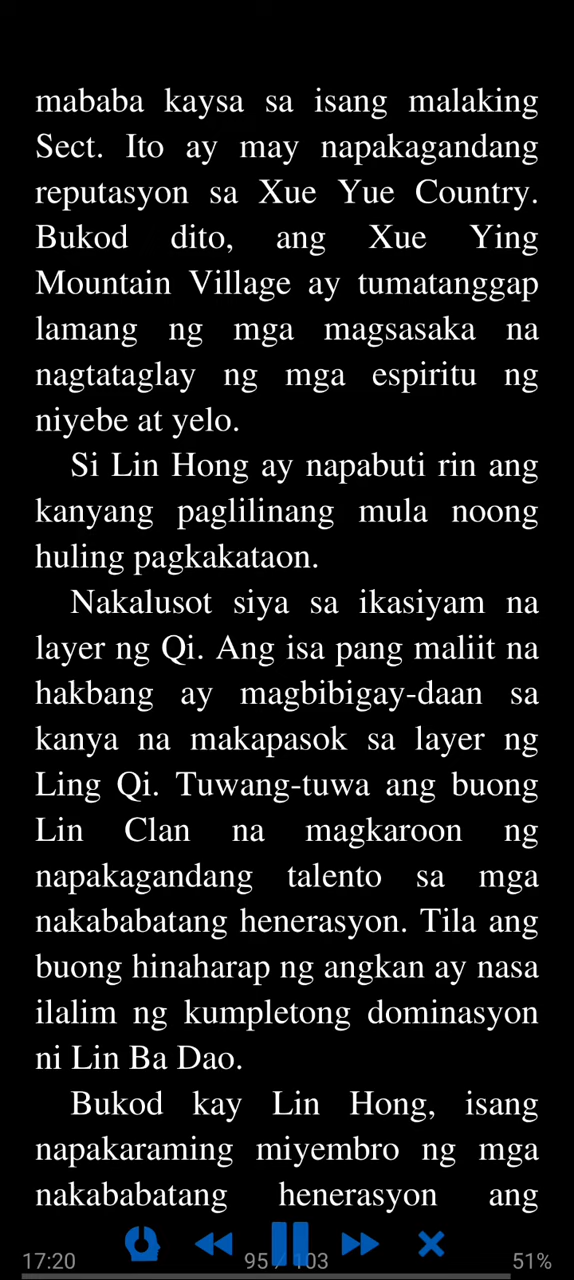 mababa kaysa sa isang malaking
Sect. Ito ay may napakagandang
reputasyon sa Xue Yue Country.
Bukod dito, ang Xue Ying
Mountain Village ay tumatanggap
lamang ng mga magsasaka na
nagtataglay ng mga espiritu ng
niyebe at yelo.
Si Lin Hong ay napabuti rin ang
kanyang paglilinang mula noong
huling pagkakataon.
Nakalusot siya sa ikasiyam na
layer ng Qi. Ang isa pang maliit na
hakbang ay magbibigay-daan sa
kanya na makapasok sa layer ng
Ling Qi. Tuwang-tuwa ang buong
Lin Clan na magkaroon ng
napakagandang talento sa mga
nakababatang henerasyon. Tila ang
buong hinaharap ng angkan ay nasa
ilalim ng kumpletong dominasyon
ni Lin Ba Dao.
Bukod kay Lin Hong, isang
napakaraming miyembro ng mga
nakababatang henerasyon ang
17:20 95 / 103 51%